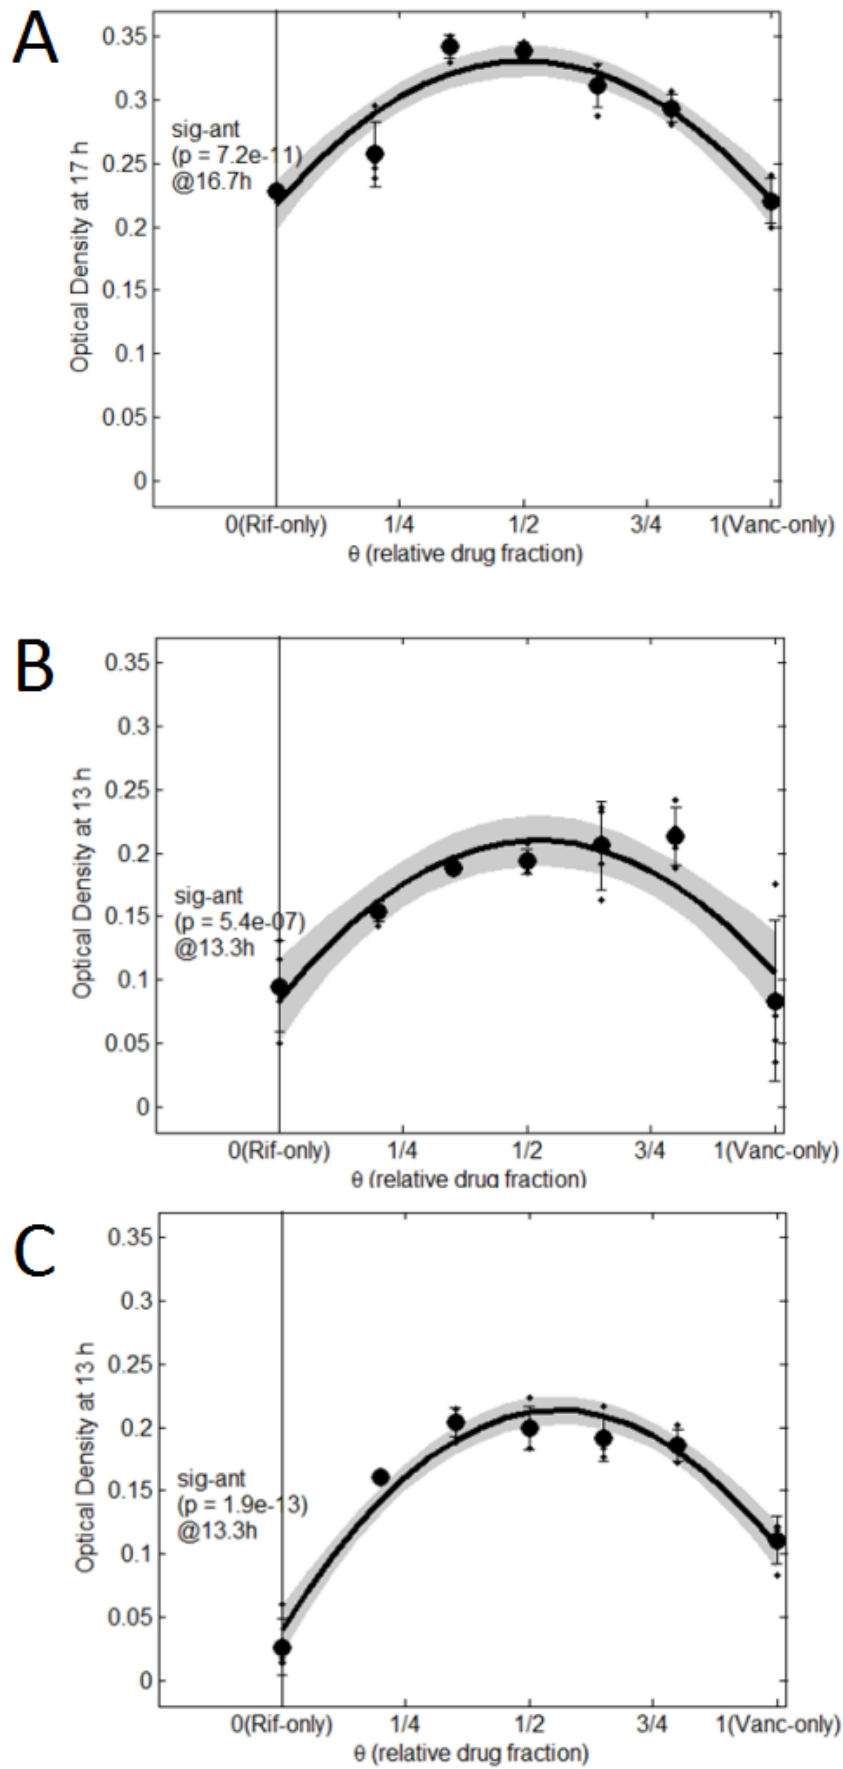 A
Optical Density at 17 h
0.35
0.3
0.25
0.2
0.15
0.1
0.05
0
sig-ant
(p = 7.2e-11)
@16.7h
0(Rif-only) 1/4 1/2 3/4 1(Vanc-only)
θ (relative drug fraction)
B
Optical Density at 13 h
0.35
0.3
0.25
0.2
0.15
0.1
0.05
0
sig-ant
(p = 5.4e-07)
@13.3h
0(Rif-only) 1/4 1/2 3/4 1(Vanc-only)
θ (relative drug fraction)
C
Optical Density at 13 h
0.35
0.3
0.25
0.2
0.15
0.1
0.05
0
sig-ant
(p = 1.9e-13)
@13.3h
0(Rif-only) 1/4 1/2 3/4 1(Vanc-only)
θ (relative drug fraction)